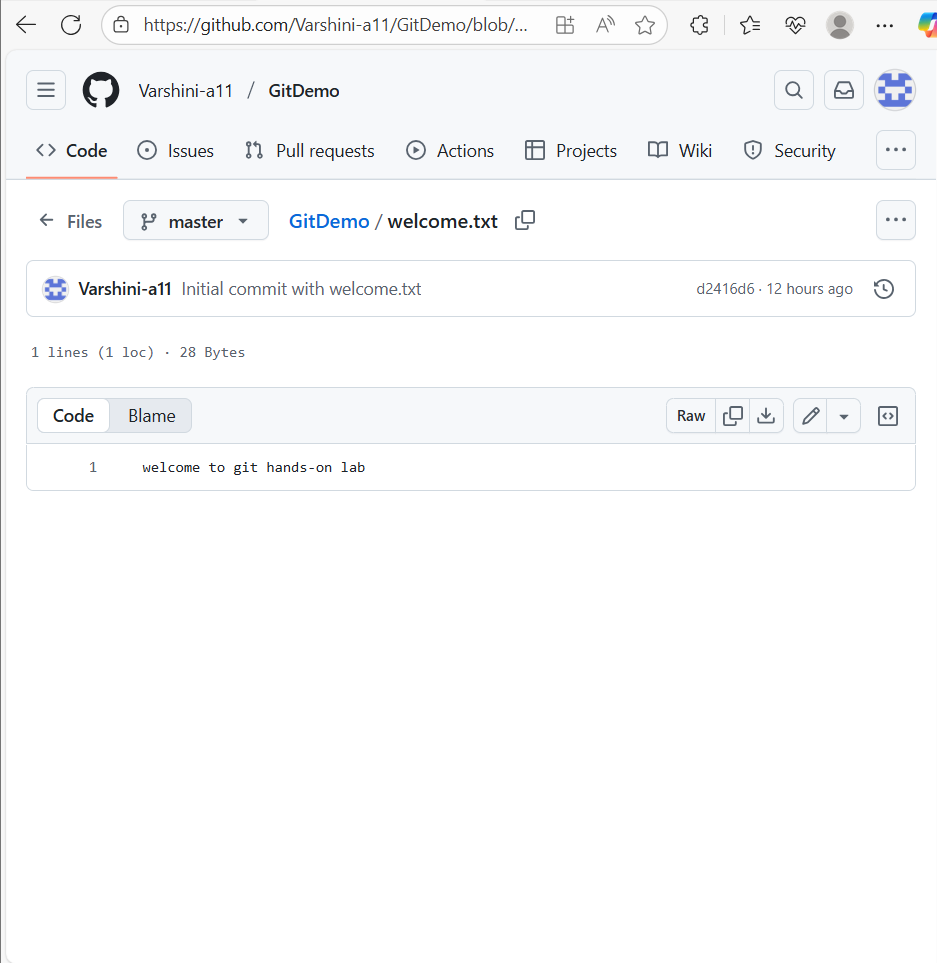 https://github.com/Varshini-a11/GitDemo/blob/...
Varshini-a11 / GitDemo
Code Issues Pull requests Actions Projects Wiki Security
Files master GitDemo / welcome.txt
Varshini-a11 Initial commit with welcome.txt d2416d6 · 12 hours ago
1 lines (1 loc) · 28 Bytes
Code Blame Raw
1 welcome to git hands-on lab